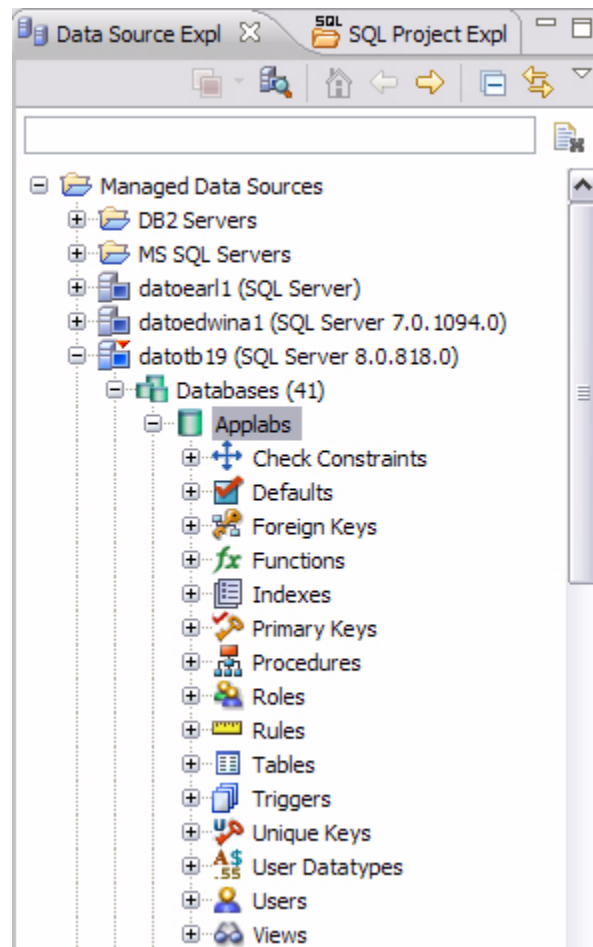 Data Source Expl
SQL SQL Project Expl
Managed Data Sources
DB2 Servers
MS SQL Servers
datoearl1 (SQL Server)
datoedwina1 (SQL Server 7.0.1094.0)
datotb19 (SQL Server 8.0.818.0)
Databases (41)
Applabs
Check Constraints
Defaults
Foreign Keys
fx Functions
Indexes
Primary Keys
Procedures
Roles
Rules
Tables
Triggers
U Unique Keys
A$.55 User Datatypes
Users
Views